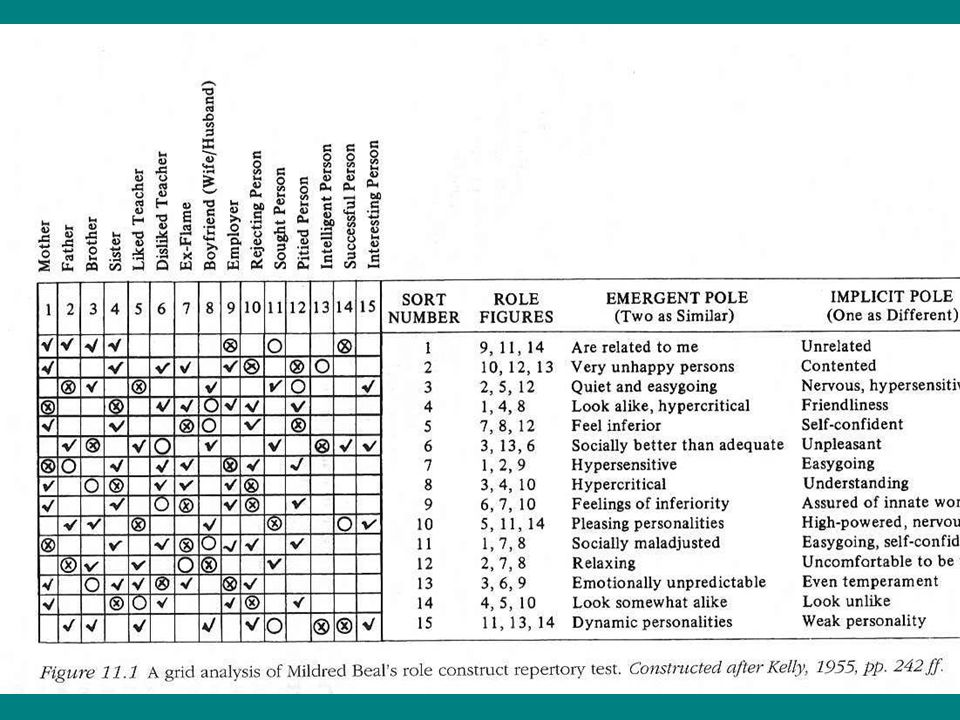 Mother
Father
Brother
Sister
Liked Teacher
Disliked Teacher
Ex-Flame
Boyfriend (Wife/Husband)
Employer
Rejecting Person
Sought Person
Pitied Person
Intelligent Person
Successful Person
Interesting Person
1 2 3 4 5 6 7 8 9 10 11 12 13 14 15
SORT NUMBER ROLE FIGURES EMERGENT POLE (Two as Similar) IMPLICIT POLE (One as Different)
1 9, 11, 14 Are related to me Unrelated
2 10, 12, 13 Very unhappy persons Contented
3 2, 5, 12 Quiet and easygoing Nervous, hypersensitiv
4 1, 4, 8 Look alike, hypercritical Friendliness
5 7, 8, 12 Feel inferior Self-confident
6 3, 13, 6 Socially better than adequate Unpleasant
7 1, 2, 9 Hypersensitive Easygoing
8 3, 4, 10 Hypercritical Understanding
9 6, 7, 10 Feelings of inferiority Assured of innate wor
10 5, 11, 14 Pleasing personalities High-powered, nervou
11 1, 7, 8 Socially maladjusted Easygoing, self-confid
12 2, 7, 8 Relaxing Uncomfortable to be
13 3, 6, 9 Emotionally unpredictable Even temperament
14 4, 5, 10 Look somewhat alike Look unlike
15 11, 13, 14 Dynamic personalities Weak personality
Figure 11.1 A grid analysis of Mildred Beal's role construct repertory test. Constructed after Kelly, 1955, pp. 242 ff.